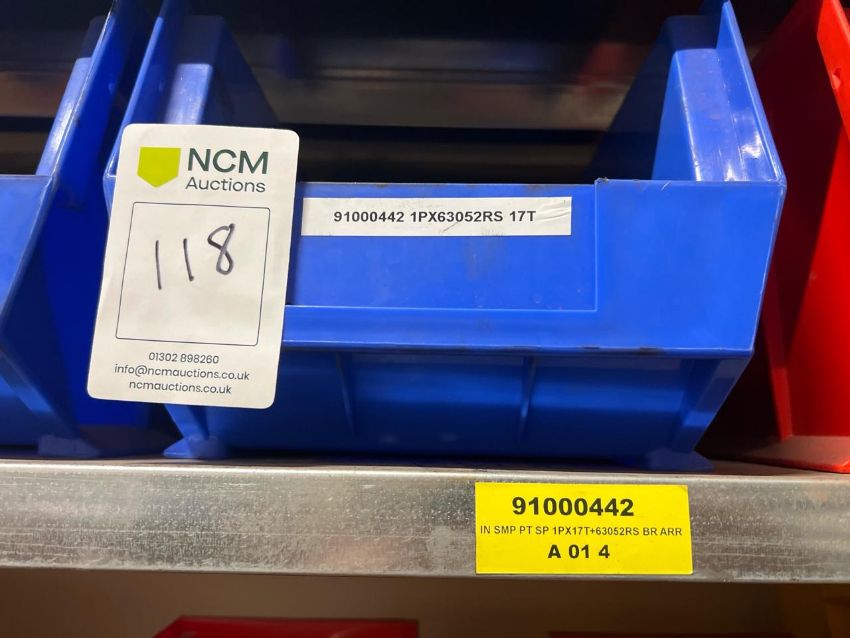 NCM
Auctions
118
01302 898260
info@ncmauctions.co.uk
ncmauctions.co.uk
91000442 1PX63052RS 17T
91000442
IN SMP PT SP 1PX17T+63052RS BR ARR
A 01 4